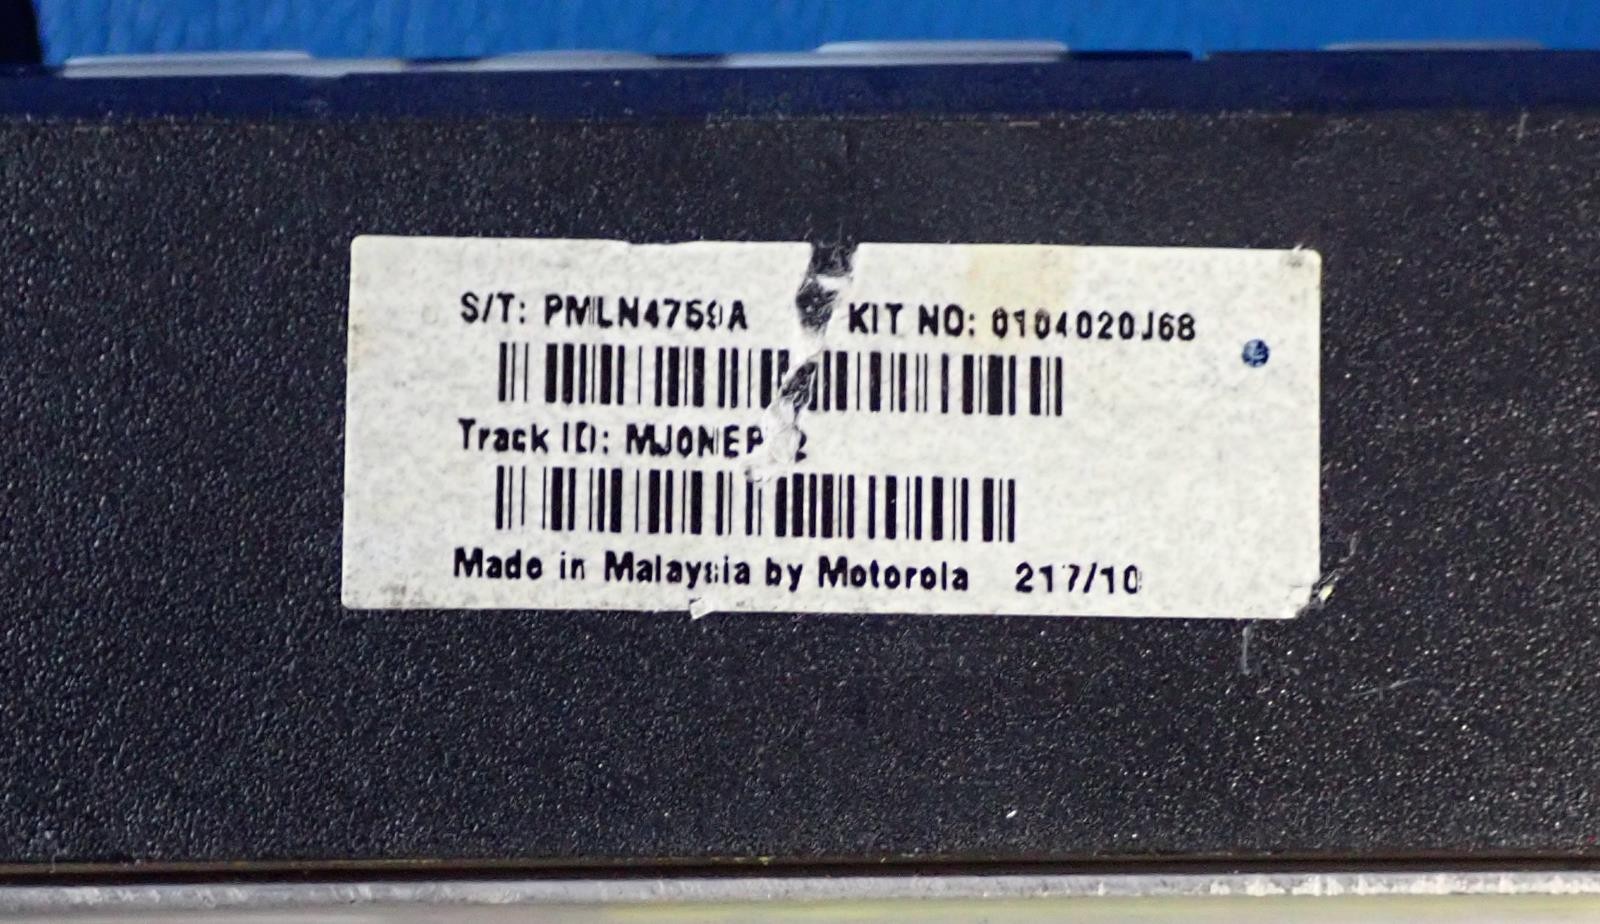 S/T: PMLN4759A KIT NO: 0104020J68
Track ID:
Made in Malaysia by Motorola 217/10